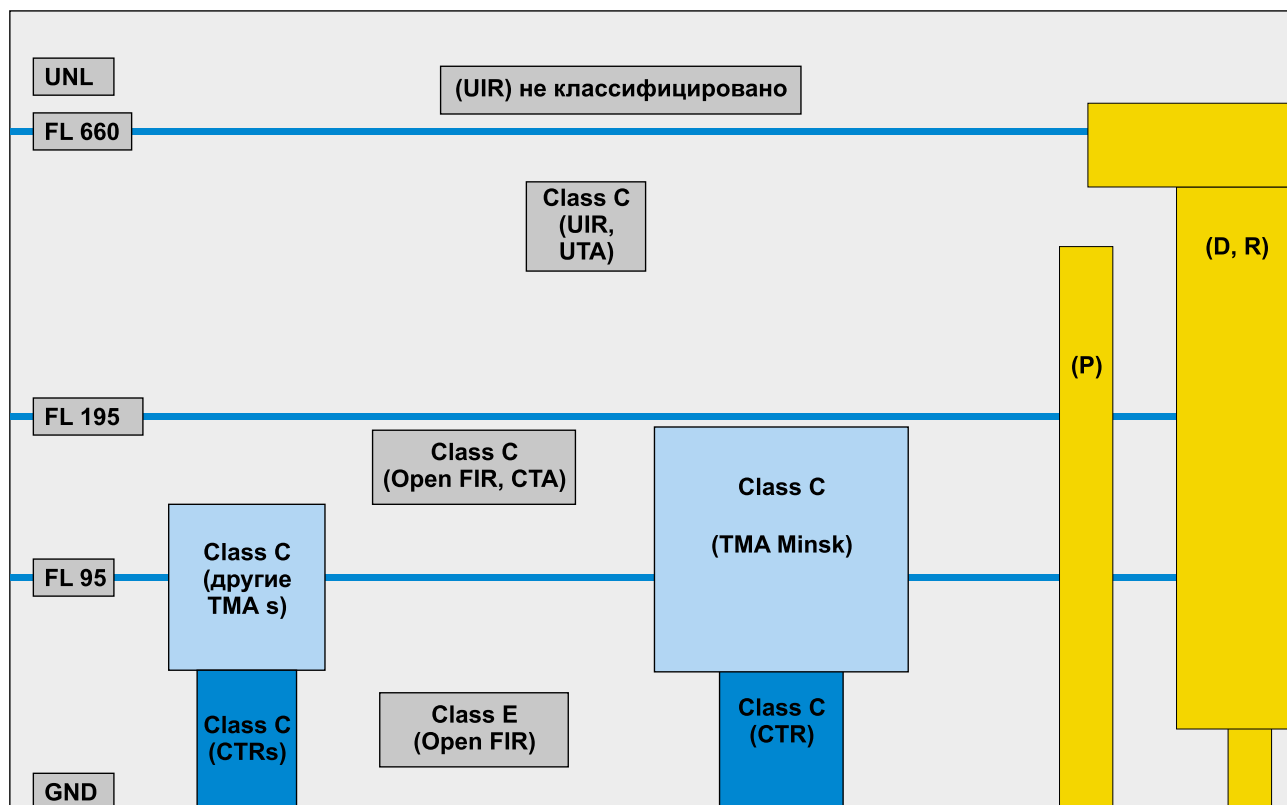 UNL
(UIR) не классифицировано
FL 660
Class C
(UIR,
UTA)
(D, R)
(P)
FL 195
Class C
(Open FIR, CTA)
Class C
(TMA Minsk)
Class C
(другие
TMA s)
FL 95
Class C
(CTRs)
Class E
(Open FIR)
Class C
(CTR)
GND